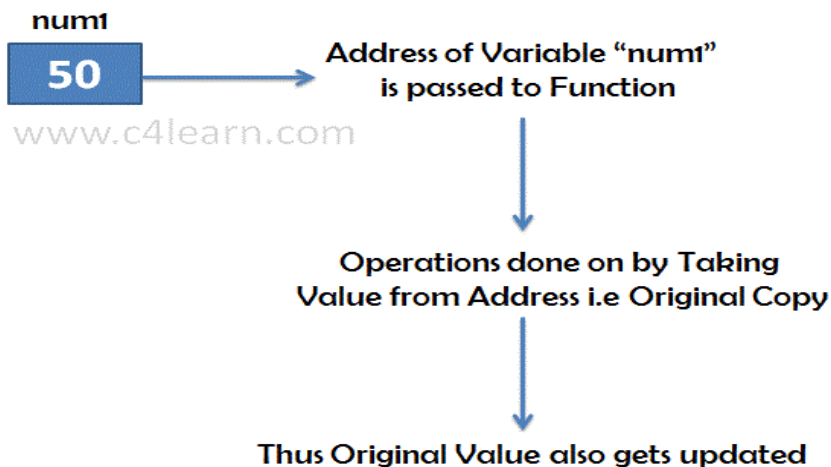 num1
50
Address of Variable “num1”
is passed to Function
www.c4learn.com
Operations done on by Taking
Value from Address i.e Original Copy
Thus Original Value also gets updated